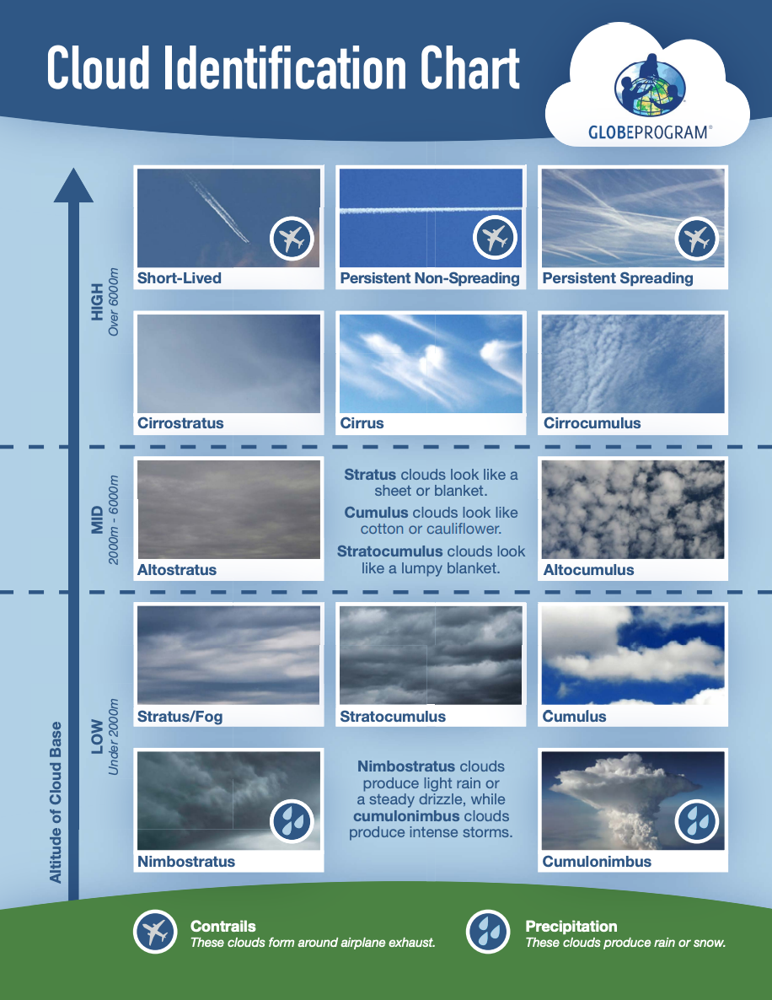 Cloud Identification Chart
GLOBEPROGRAM®
HIGH
Over 6000m
Short-Lived
Persistent Non-Spreading
Persistent Spreading
Cirrostratus
Cirrus
Cirrocumulus
MID
2000m - 6000m
Altostratus
Stratus clouds look like a
sheet or blanket.
Cumulus clouds look like
cotton or cauliflower.
Stratocumulus clouds look
like a lumpy blanket.
Altocumulus
LOW
Under 2000m
Stratus/Fog
Stratocumulus
Cumulus
Altitude of Cloud Base
Nimbostratus
Nimbostratus clouds
produce light rain or
a steady drizzle, while
cumulonimbus clouds
produce intense storms.
Cumulonimbus
Contrails
These clouds form around airplane exhaust.
Precipitation
These clouds produce rain or snow.